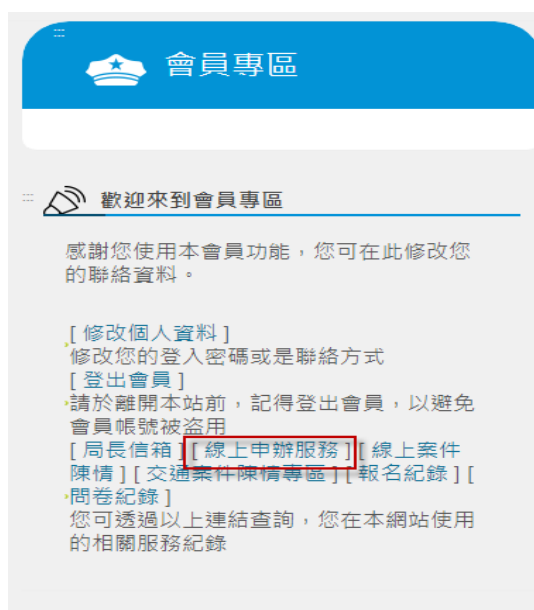 會員專區
歡迎來到會員專區
感謝您使用本會員功能，您可在此修改您
的聯絡資料。
[ 修改個人資料 ]
修改您的登入密碼或是聯絡方式
[ 登出會員 ]
請於離開本站前，記得登出會員，以避免
會員帳號被盜用
[ 局長信箱 ] [ 線上申辦服務 ] [ 線上案件
陳情 ] [ 交通案件陳情專區 ] [ 報名紀錄 ] [
問卷紀錄 ]
您可透過以上連結查詢，您在本網站使用
的相關服務紀錄